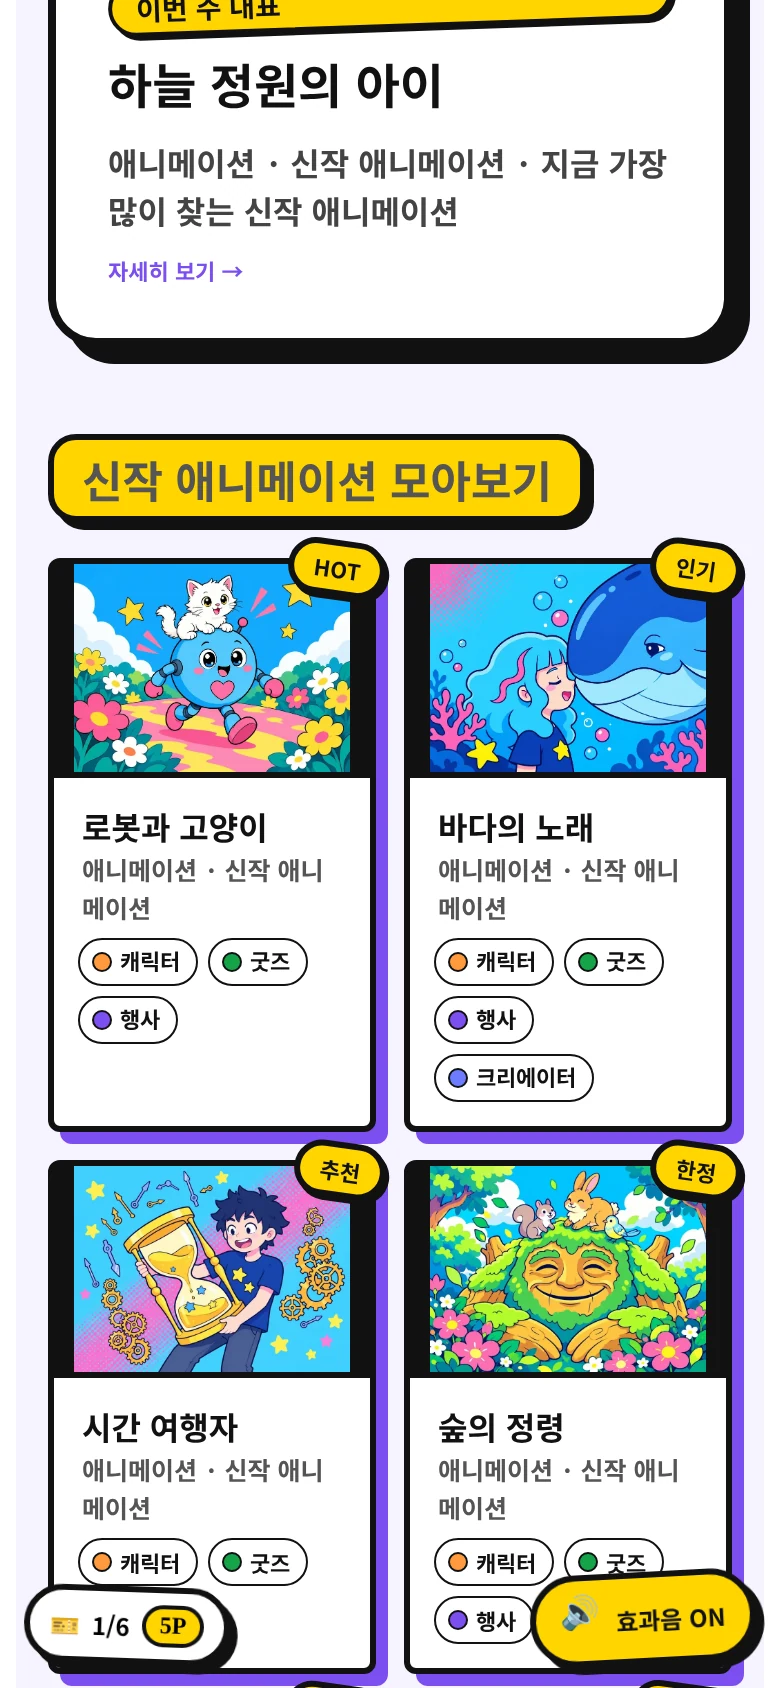 이번 주 대표
하늘 정원의 아이
애니메이션 · 신작 애니메이션 · 지금 가장
많이 찾는 신작 애니메이션
자세히 보기 →
신작 애니메이션 모아보기
HOT
인기
로봇과 고양이
애니메이션 · 신작 애니
메이션
캐릭터
굿즈
행사
바다의 노래
애니메이션 · 신작 애니
메이션
캐릭터
굿즈
행사
크리에이터
추천
한정
시간 여행자
애니메이션 · 신작 애니
메이션
캐릭터
굿즈
숲의 정령
애니메이션 · 신작 애니
메이션
캐릭터
굿즈
행사
1/6
5P
효과음 ON